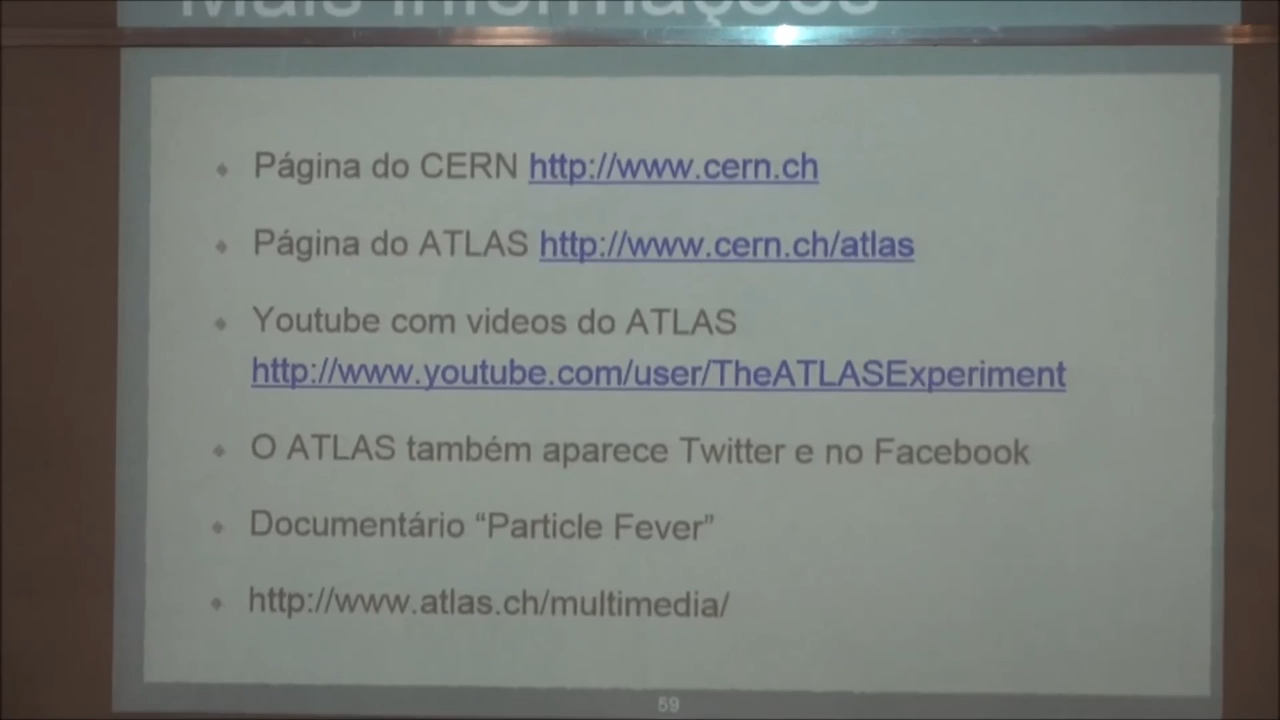 Mais informações
Página do CERN http://www.cern.ch
Página do ATLAS http://www.cern.ch/atlas
Youtube com videos do ATLAS
http://www.youtube.com/user/TheATLASExperiment
O ATLAS também aparece Twitter e no Facebook
Documentário “Particle Fever”
http://www.atlas.ch/multimedia/
59